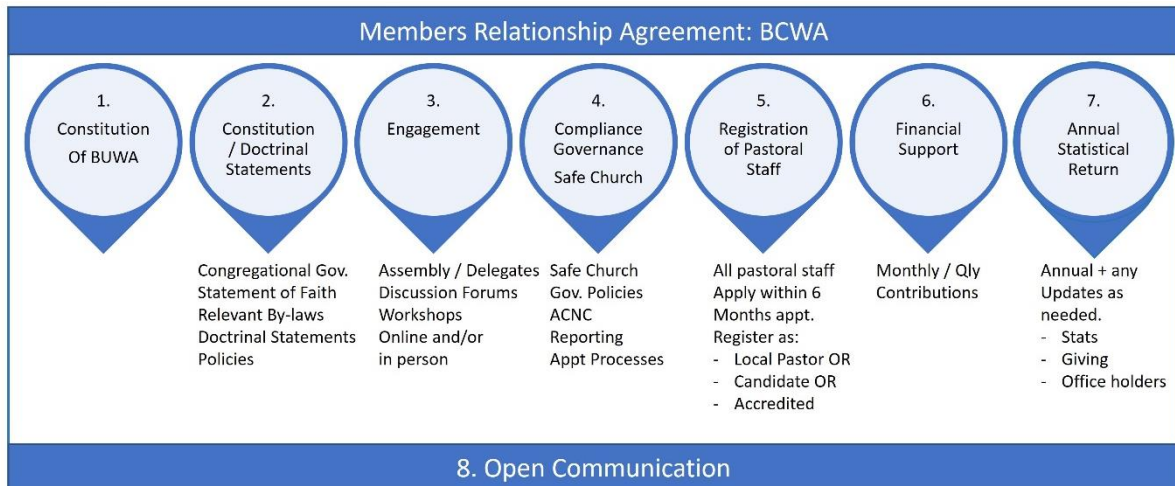 Members Relationship Agreement: BCWA
1.
Constitution
Of BUWA
2.
Constitution
/ Doctrinal
Statements
Congregational Gov.
Statement of Faith
Relevant By-laws
Doctrinal Statements
Policies
3.
Engagement
Assembly / Delegates
Discussion Forums
Workshops
Online and/or
in person
4.
Compliance
Governance
Safe Church
Safe Church
Gov. Policies
ACNC
Reporting
Appt Processes
5.
Registration
of Pastoral
Staff
All pastoral staff
Apply within 6
Months appt.
Register as:
- Local Pastor OR
- Candidate OR
- Accredited
6.
Financial
Support
Monthly / Qly
Contributions
7.
Annual
Statistical
Return
Annual + any
Updates as
needed.
- Stats
- Giving
- Office holders
8. Open Communication